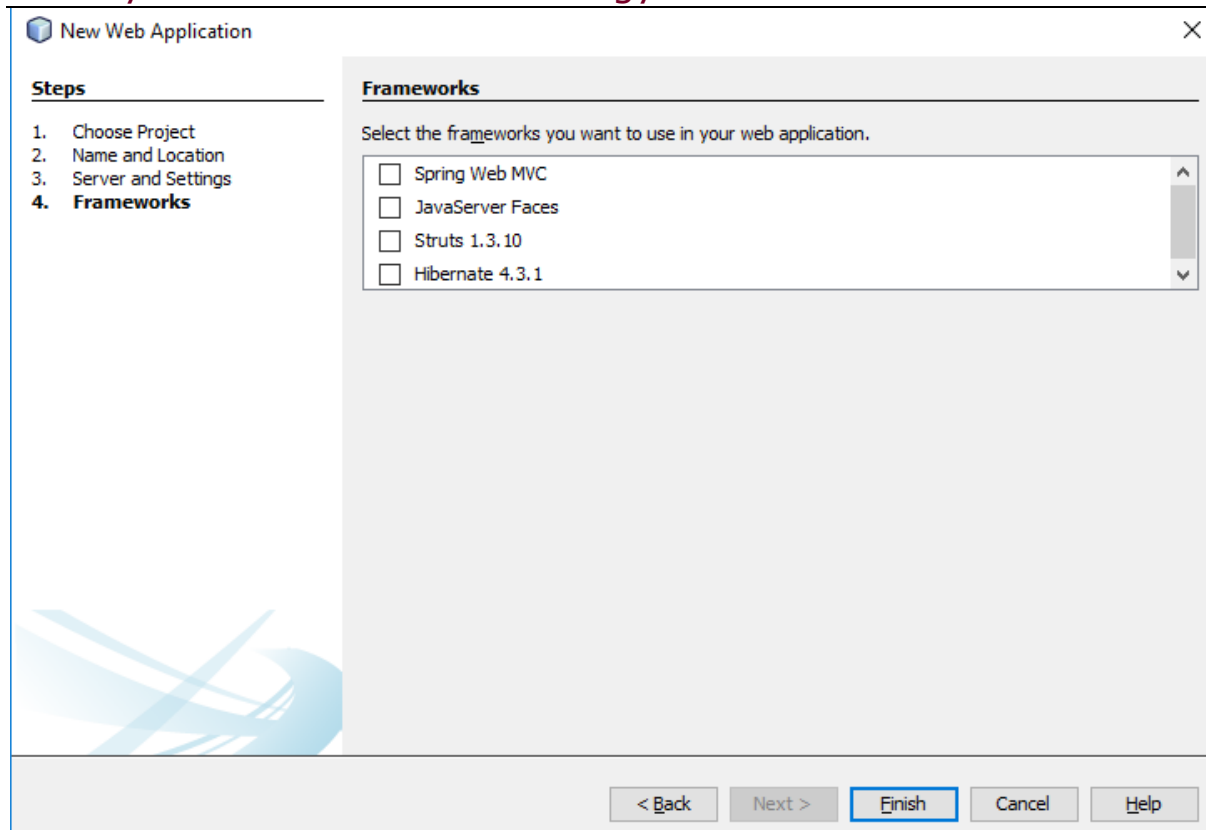 New Web Application
Steps
1. Choose Project
2. Name and Location
3. Server and Settings
4. Frameworks
Frameworks
Select the frameworks you want to use in your web application.
Spring Web MVC
JavaServer Faces
Struts 1.3.10
Hibernate 4.3.1
< Back Next > Finish Cancel Help